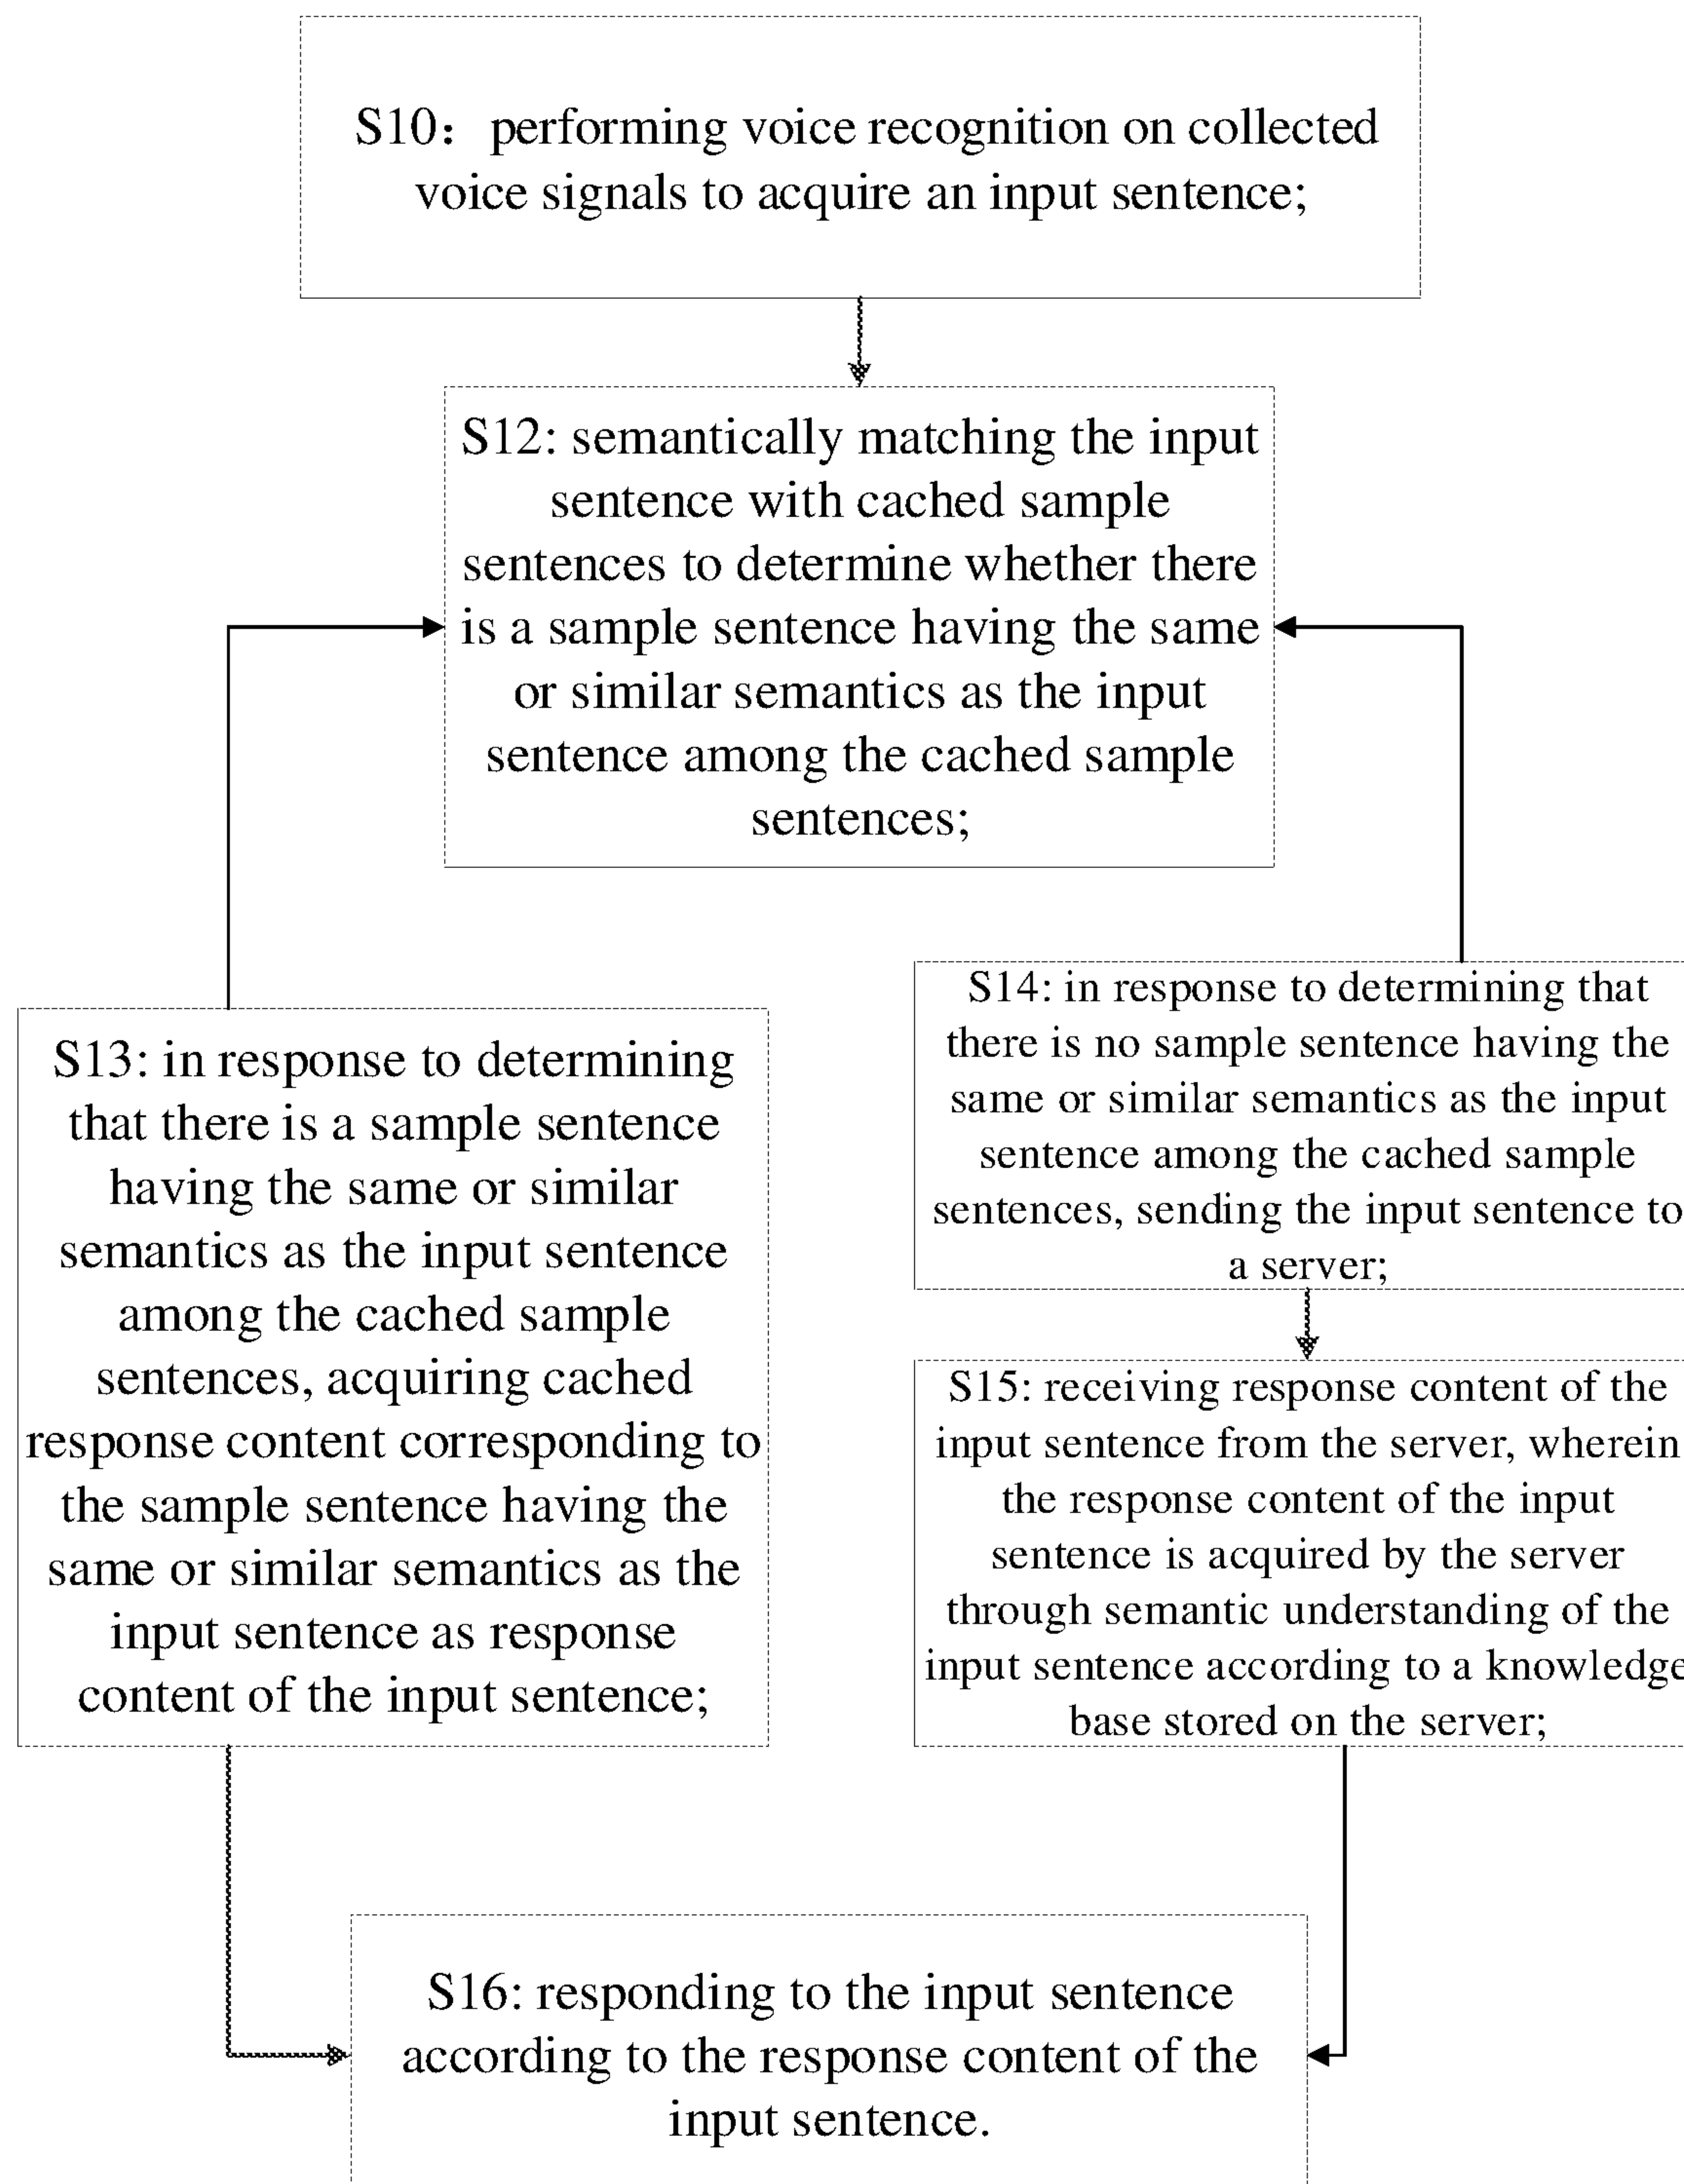 S10： performing voice recognition on collected
voice signals to acquire an input sentence;
S12: semantically matching the input
sentence with cached sample
sentences to determine whether there
is a sample sentence having the same
or similar semantics as the input
sentence among the cached sample
sentences;
S13: in response to determining
that there is a sample sentence
having the same or similar
semantics as the input sentence
among the cached sample
sentences, acquiring cached
response content corresponding to
the sample sentence having the
same or similar semantics as the
input sentence as response
content of the input sentence;
S14: in response to determining that
there is no sample sentence having the
same or similar semantics as the input
sentence among the cached sample
sentences, sending the input sentence to
a server;
S15: receiving response content of the
input sentence from the server, wherein
the response content of the input
sentence is acquired by the server
through semantic understanding of the
input sentence according to a knowledge
base stored on the server;
S16: responding to the input sentence
according to the response content of the
input sentence.